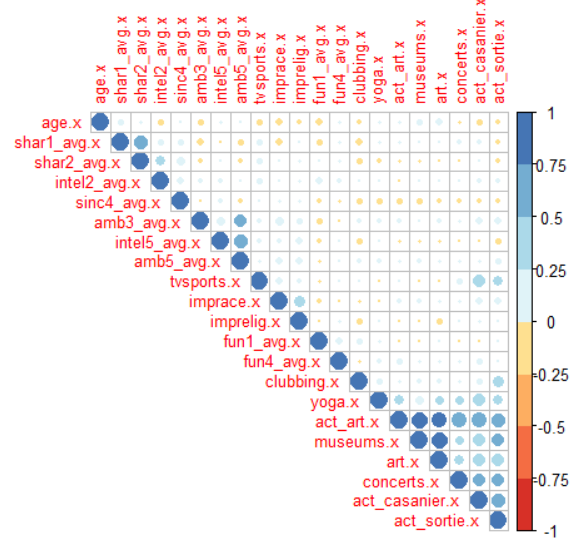 age.x
shar1_avg.x
shar2_avg.x
intel2_avg.x
sinc4_avg.x
amb3_avg.x
intel5_avg.x
amb5_avg.x
tvsports.x
imprace.x
imprelig.x
fun1_avg.x
fun4_avg.x
clubbing.x
yoga.x
act_art.x
museums.x
art.x
concerts.x
act_casanier.x
act_sortie.x
age.x
shar1_avg.x
shar2_avg.x
intel2_avg.x
sinc4_avg.x
amb3_avg.x
intel5_avg.x
amb5_avg.x
tvsports.x
imprace.x
imprelig.x
fun1_avg.x
fun4_avg.x
clubbing.x
yoga.x
act_art.x
museums.x
art.x
concerts.x
act_casanier.x
act_sortie.x
1
0.75
0.5
0.25
0
-0.25
-0.5
-0.75
-1